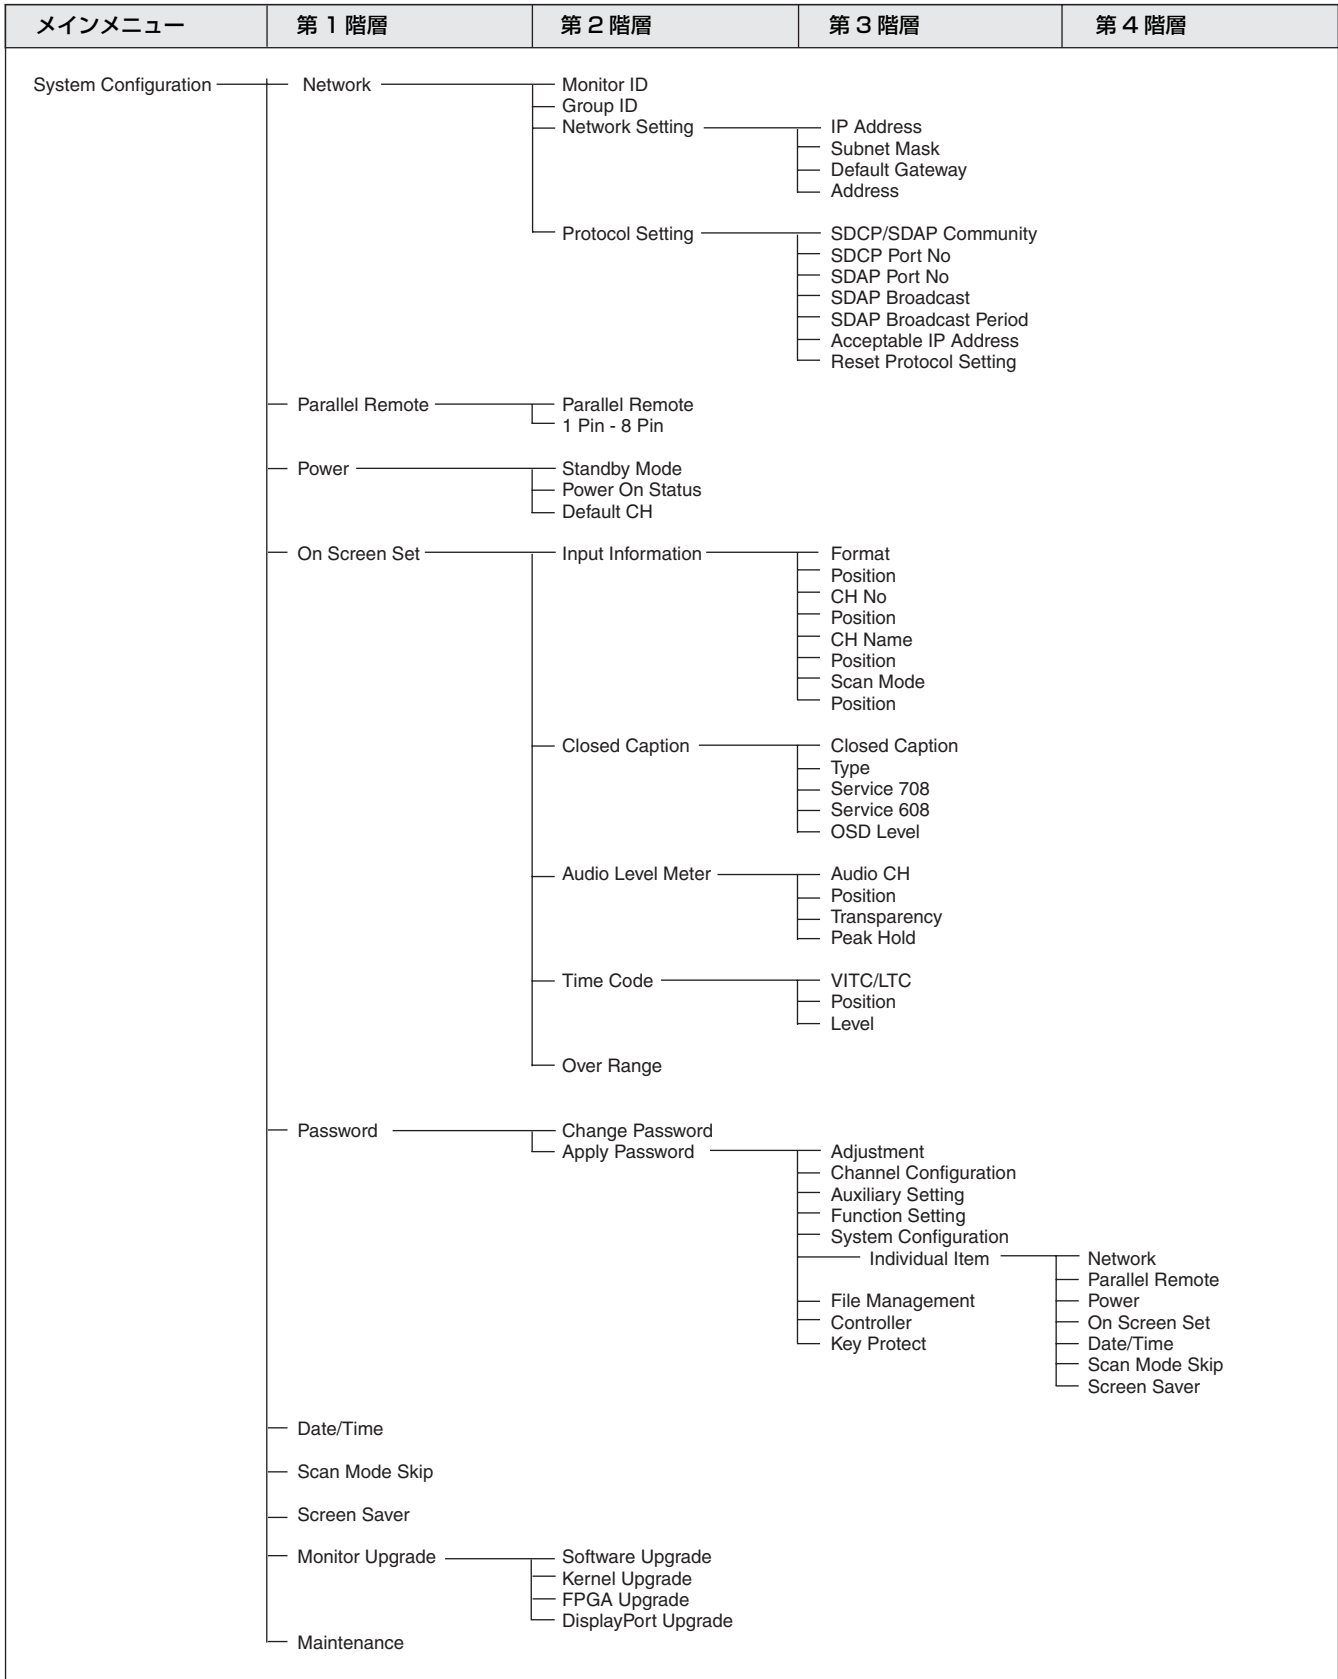 メインメニュー 第 1 階層 第 2 階層 第 3 階層 第 4 階層
System Configuration Network Monitor ID
Group ID
Network Setting IP Address
Subnet Mask
Default Gateway
Address
Protocol Setting SDCP/SDAP Community
SDCP Port No
SDAP Port No
SDAP Broadcast
SDAP Broadcast Period
Acceptable IP Address
Reset Protocol Setting
Parallel Remote Parallel Remote
1 Pin - 8 Pin
Power Standby Mode
Power On Status
Default CH
On Screen Set Input Information Format
Position
CH No
Position
CH Name
Position
Scan Mode
Position
Closed Caption Closed Caption
Type
Service 708
Service 608
OSD Level
Audio Level Meter Audio CH
Position
Transparency
Peak Hold
Time Code VITC/LTC
Position
Level
Over Range
Password Change Password
Apply Password Adjustment
Channel Configuration
Auxiliary Setting
Function Setting
System Configuration
Individual Item Network
Parallel Remote
File Management Power
Controller On Screen Set
Key Protect Date/Time
Scan Mode Skip
Screen Saver
Date/Time
Scan Mode Skip
Screen Saver
Monitor Upgrade Software Upgrade
Kernel Upgrade
FPGA Upgrade
DisplayPort Upgrade
Maintenance